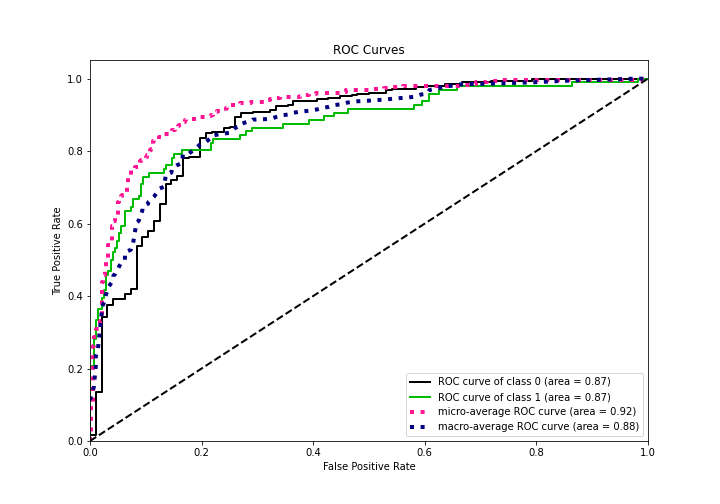 ROC Curves
True Positive Rate
1.0
0.8
0.6
0.4
0.2
0.0
0.0 0.2 0.4 0.6 0.8 1.0
False Positive Rate
ROC curve of class 0 (area = 0.87)
ROC curve of class 1 (area = 0.87)
micro-average ROC curve (area = 0.92)
macro-average ROC curve (area = 0.88)